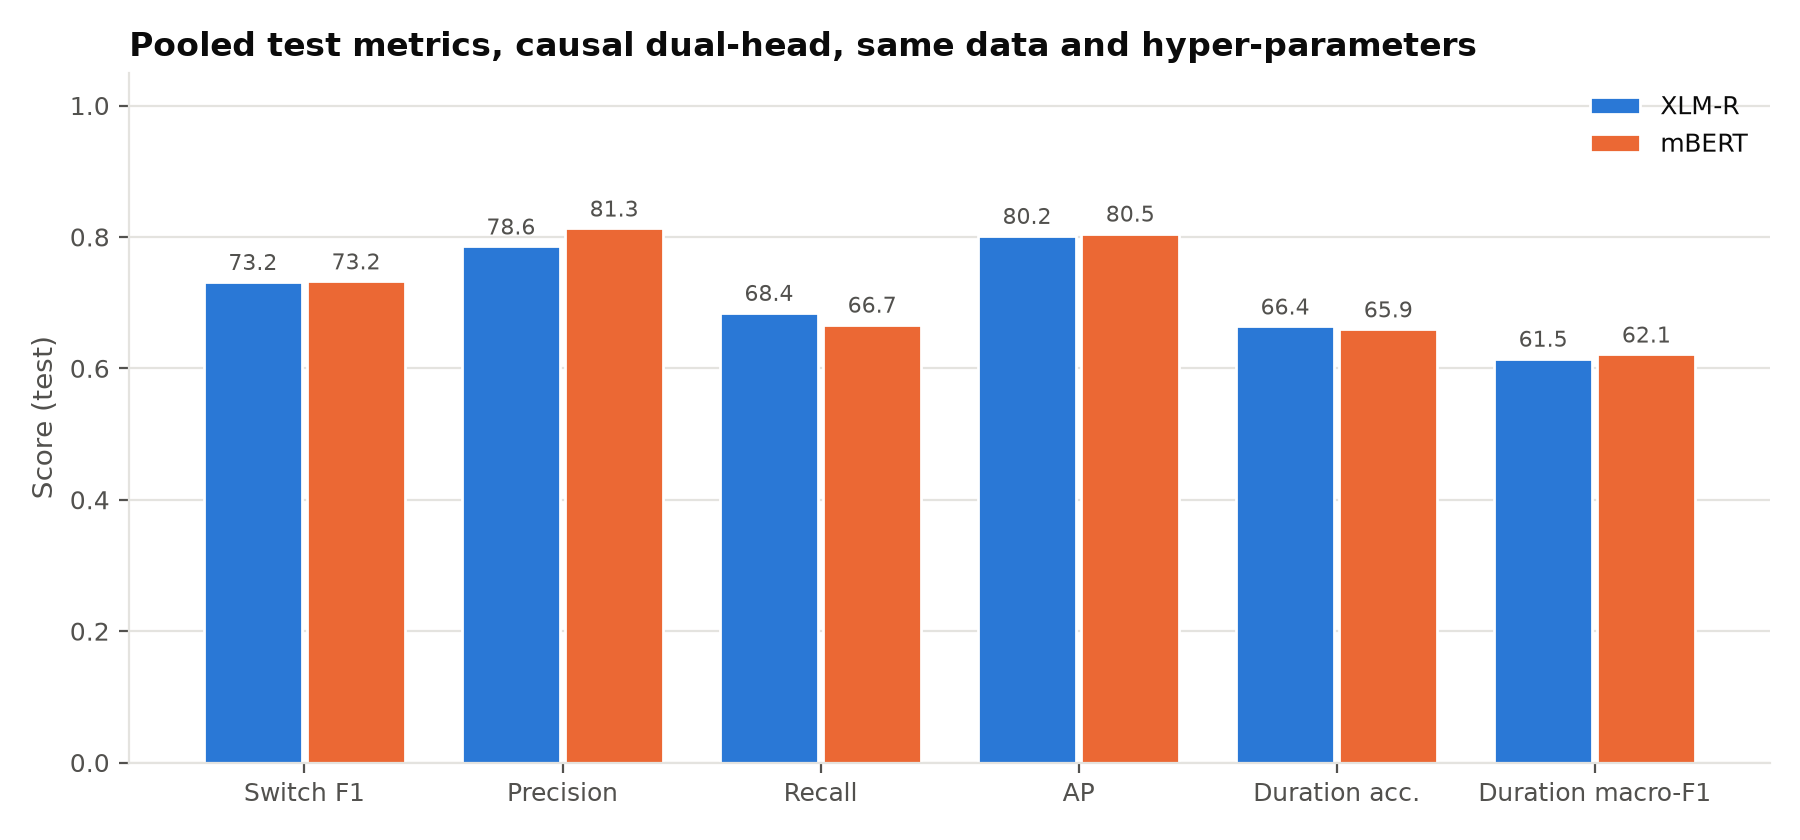 Pooled test metrics, causal dual-head, same data and hyper-parameters
XLM-R
mBERT
Score (test)
1.0
0.8
0.6
0.4
0.2
0.0
73.2
73.2
78.6
81.3
68.4
66.7
80.2
80.5
66.4
65.9
61.5
62.1
Switch F1
Precision
Recall
AP
Duration acc.
Duration macro-F1